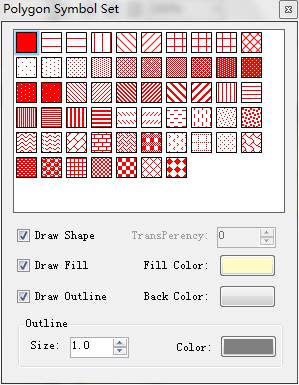 Polygon Symbol Set
Draw Shape
TransPerency: 0
Draw Fill
Fill Color:
Draw Outline
Back Color:
Outline
Size: 1.0
Color: